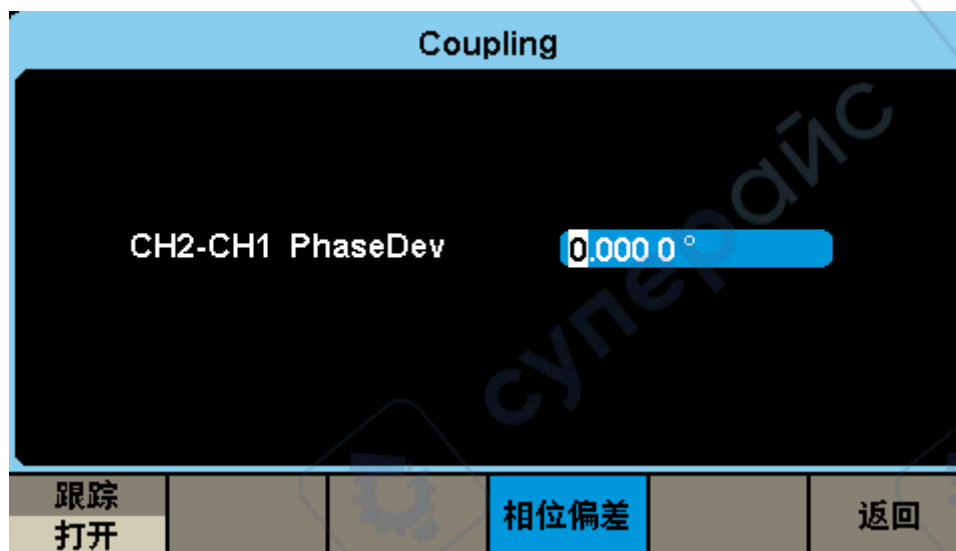 Coupling
CH2-CH1 PhaseDev 0.000 0 °
суперайс
跟踪
打开
相位偏差
返回